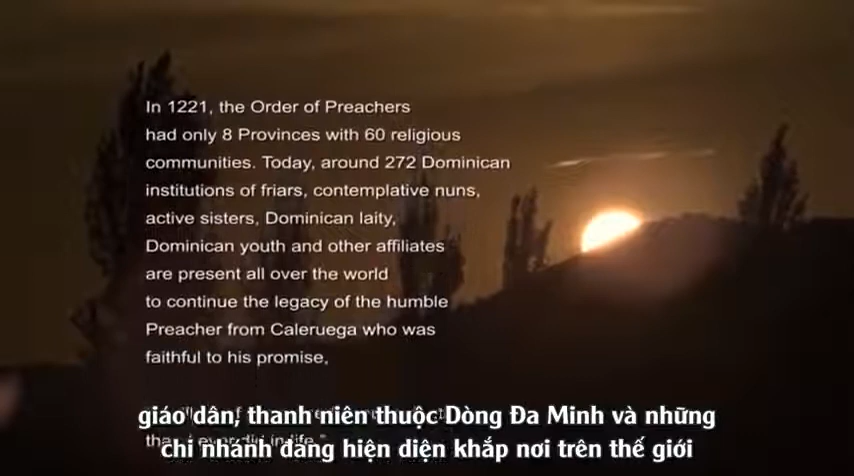 In 1221, the Order of Preachers
had only 8 Provinces with 60 religious
communities. Today, around 272 Dominican
institutions of friars, contemplative nuns,
active sisters, Dominican laity,
Dominican youth and other affiliates
are present all over the world
to continue the legacy of the humble
Preacher from Caleruega who was
faithful to his promise,
giáo dân, thanh niên thuộc Dòng Đa Minh và những
chi nhánh đang hiện diện khắp nơi trên thế giới